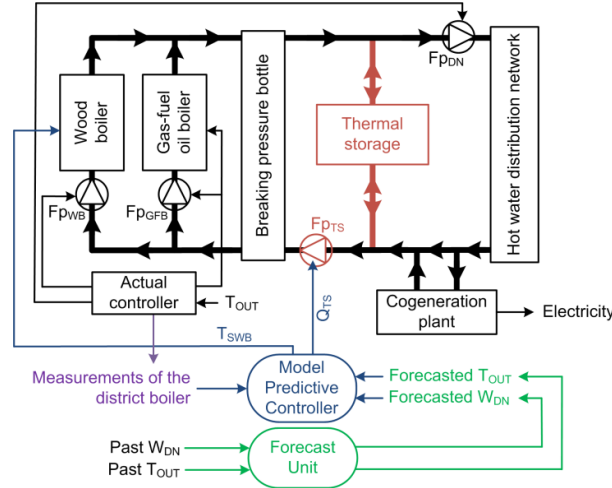 Fp_DN
Wood
boiler
Gas-fuel
oil boiler
Breaking pressure bottle
Thermal
storage
Hot water distribution network
Fp_WB
Fp_GFB
Fp_TS
Actual
controller
T_OUT
Q_TS
Cogeneration
plant
Electricity
T_SWB
Measurements of the
district boiler
Model
Predictive
Controller
Forecasted T_OUT
Forecasted W_DN
Past W_DN
Past T_OUT
Forecast
Unit